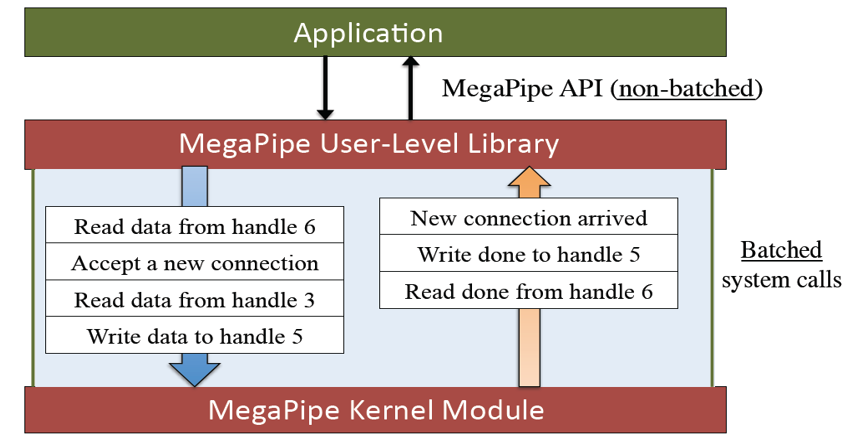 Application
MegaPipe API (non-batched)
MegaPipe User-Level Library
Read data from handle 6
Accept a new connection
Read data from handle 3
Write data to handle 5
New connection arrived
Write done to handle 5
Read done from handle 6
Batched
system calls
MegaPipe Kernel Module